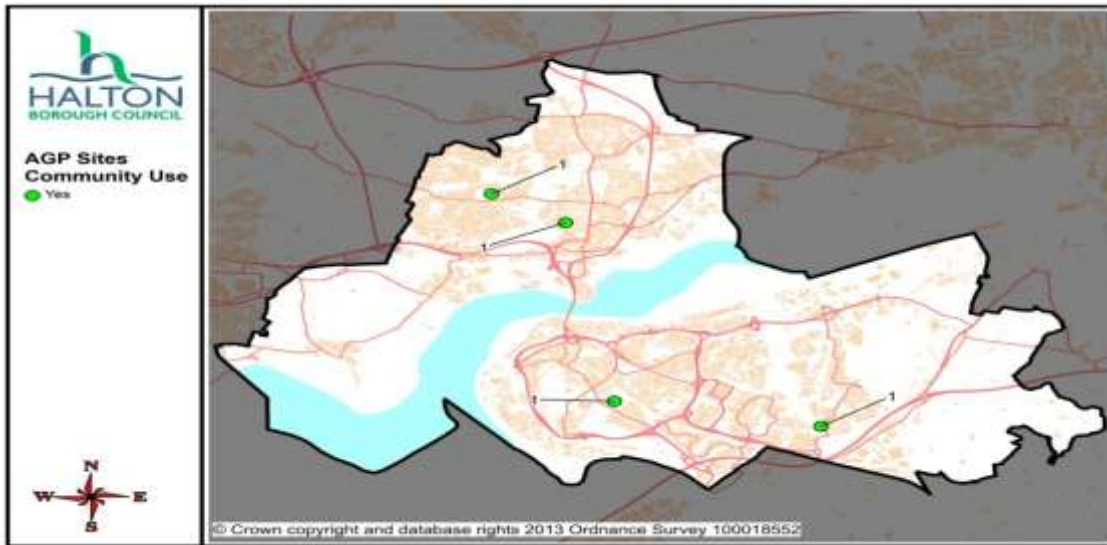 HALTON
BOROUGH COUNCIL
AGP Sites
Community Use
Yes
1
1
1
1
N
W E
S
© Crown copyright and database rights 2013 Ordnance Survey 100018552